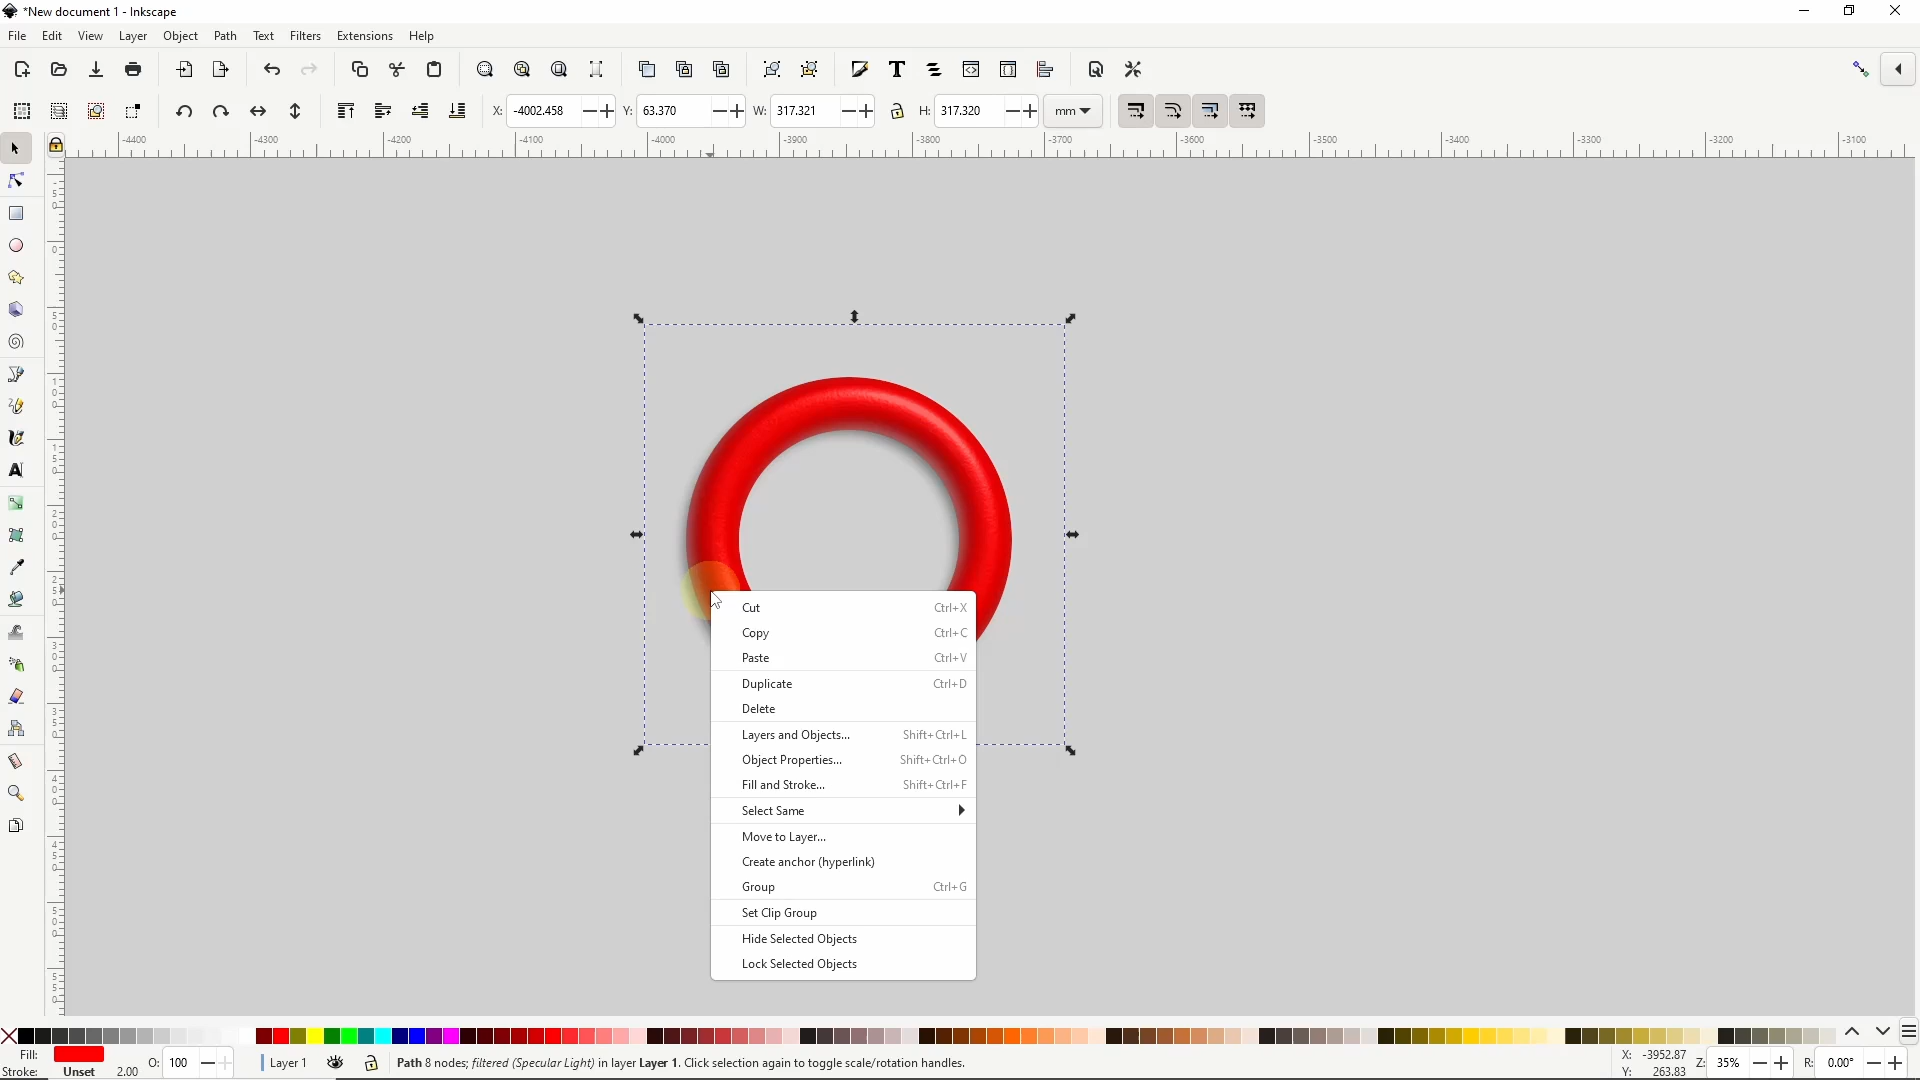 *New document 1 - Inkscape
File Edit View Layer Object Path Text Filters Extensions Help
X: -4002.458 Y: 63.370 W: 317.321 H: 317.320 mm
-4400 -4300 -4200 -4100 -4000 -3900 -3800 -3700 -3600 -3500 -3400 -3300 -3200 -3100
Cut Ctrl+X
Copy Ctrl+C
Paste Ctrl+V
Duplicate Ctrl+D
Delete
Layers and Objects... Shift+Ctrl+L
Object Properties... Shift+Ctrl+O
Fill and Stroke... Shift+Ctrl+F
Select Same
Move to Layer...
Create anchor (hyperlink)
Group Ctrl+G
Set Clip Group
Hide Selected Objects
Lock Selected Objects
Fill:
Stroke: Unset 2.00 O: 100 Layer 1 Path 8 nodes; filtered (Specular Light) in layer Layer 1. Click selection again to toggle scale/rotation handles.
X: -3952.87
Y: 263.83
Z: 35% R: 0.00°